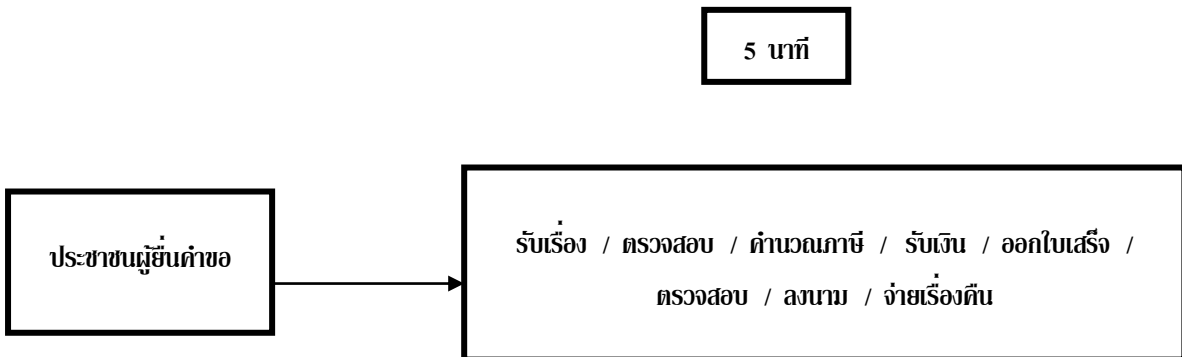 5 นาที
ประชาชนผู้ยื่นคำขอ
รับเรื่อง / ตรวจสอบ / คำนวณภาษี / รับเงิน / ออกใบเสร็จ /
ตรวจสอบ / ลงนาม / จ่ายเรื่องคืน